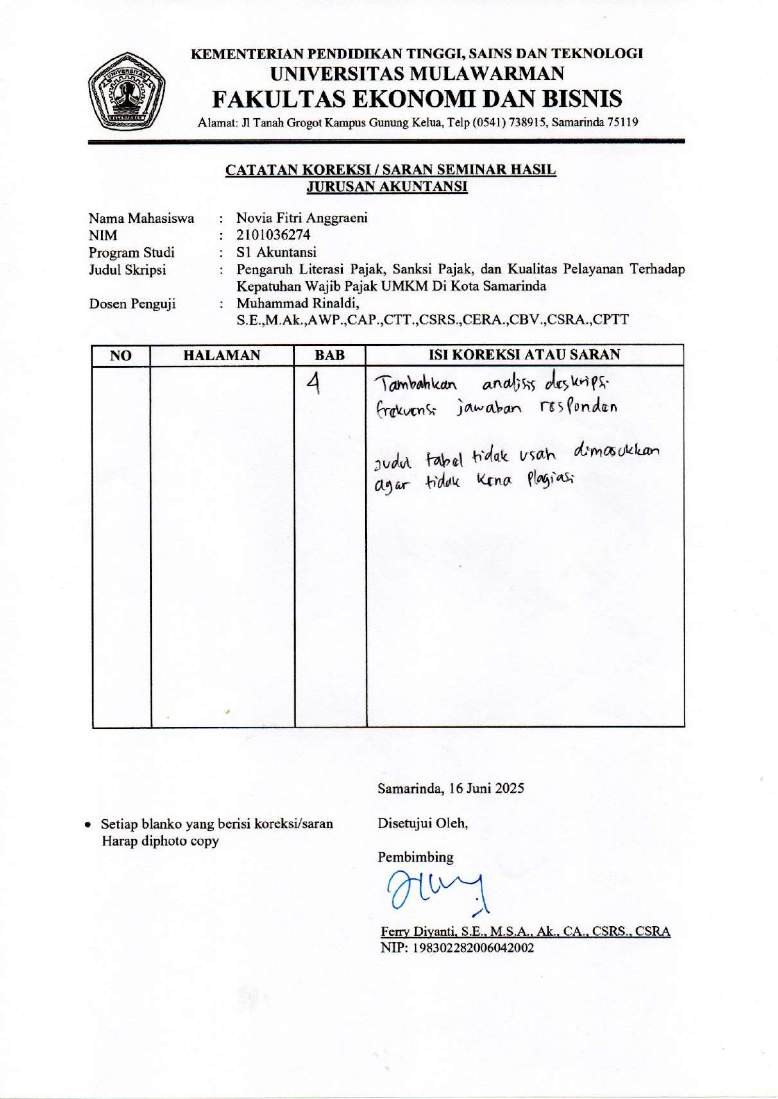 KEMENTERIAN PENDIDIKAN TINGGI, SAINS DAN TEKNOLOGI
UNIVERSITAS MULAWARMAN
FAKULTAS EKONOMI DAN BISNIS
Alamat: Jl Tanah Grogot Kampus Gunung Kelua, Telp (0541) 738915, Samarinda 75119
CATATAN KOREKSI / SARAN SEMINAR HASIL
JURUSAN AKUNTANSI
Nama Mahasiswa : Novia Fitri Anggraeni
NIM : 2101036274
Program Studi : S1 Akuntansi
Judul Skripsi : Pengaruh Literasi Pajak, Sanksi Pajak, dan Kualitas Pelayanan Terhadap
Kepatuhan Wajib Pajak UMKM Di Kota Samarinda
Dosen Penguji : Muhammad Rinaldi,
S.E.,M.Ak.,AWP.,CAP.,CTT.,CSRS.,CERA.,CBV.,CSRA.,CPTT
NO HALAMAN BAB ISI KOREKSI ATAU SARAN
4 Tambahkan analisis deskripsi
frekuensi jawaban responden
Judul tabel tidak usah dimasukkan
agar tidak kena plagiasi
Samarinda, 16 Juni 2025
• Setiap blanko yang berisi koreksi/saran
Harap diphoto copy
Disetujui Oleh,
Pembimbing
Ferry Diyanti, S.E., M.S.A., Ak., CA., CSRS., CSRA
NIP: 198302282006042002